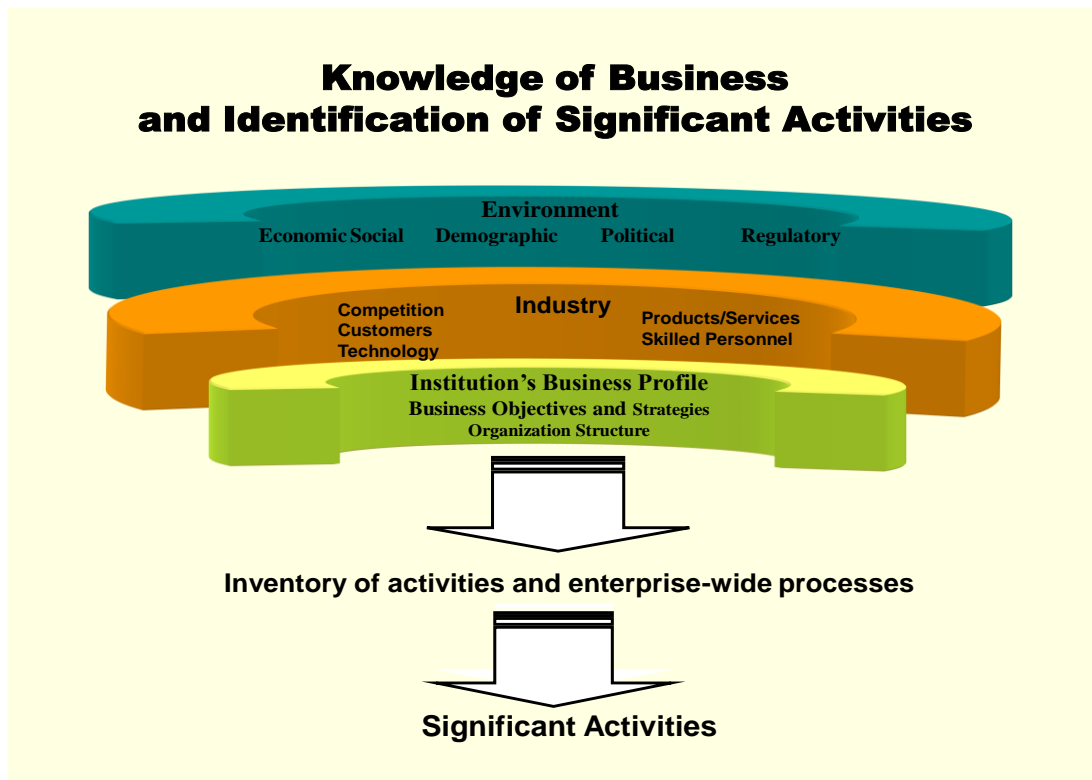 Knowledge of Business
and Identification of Significant Activities
Environment
Economic Social Demographic Political Regulatory
Industry
Competition
Customers
Technology
Products/Services
Skilled Personnel
Institution’s Business Profile
Business Objectives and Strategies
Organization Structure
Inventory of activities and enterprise-wide processes
Significant Activities